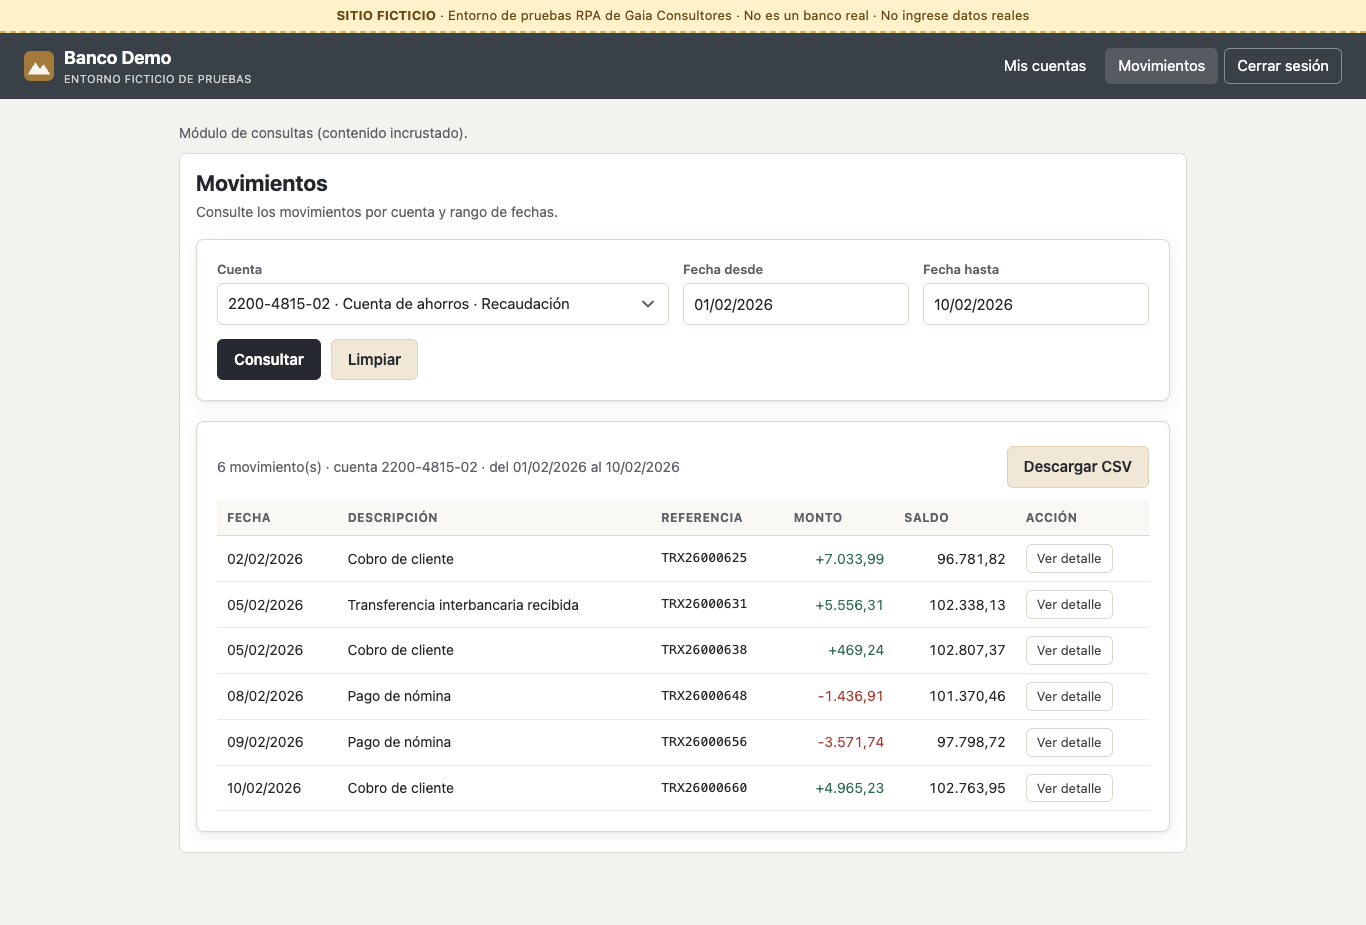 SITIO FICTICIO · Entorno de pruebas RPA de Gaia Consultores · No es un banco real · No ingrese datos reales
Banco Demo
ENTORNO FICTICIO DE PRUEBAS
Mis cuentas Movimientos Cerrar sesión
Módulo de consultas (contenido incrustado).
Movimientos
Consulte los movimientos por cuenta y rango de fechas.
Cuenta Fecha desde Fecha hasta
2200-4815-02 · Cuenta de ahorros · Recaudación 01/02/2026 10/02/2026
Consultar Limpiar
6 movimiento(s) · cuenta 2200-4815-02 · del 01/02/2026 al 10/02/2026 Descargar CSV
FECHA DESCRIPCIÓN REFERENCIA MONTO SALDO ACCIÓN
02/02/2026 Cobro de cliente TRX26000625 +7.033,99 96.781,82 Ver detalle
05/02/2026 Transferencia interbancaria recibida TRX26000631 +5.556,31 102.338,13 Ver detalle
05/02/2026 Cobro de cliente TRX26000638 +469,24 102.807,37 Ver detalle
08/02/2026 Pago de nómina TRX26000648 -1.436,91 101.370,46 Ver detalle
09/02/2026 Pago de nómina TRX26000656 -3.571,74 97.798,72 Ver detalle
10/02/2026 Cobro de cliente TRX26000660 +4.965,23 102.763,95 Ver detalle